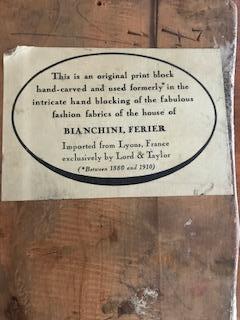 This is an original print block
hand-carved and used formerly* in the
intricate hand blocking of the fabulous
fashion fabrics of the house of
BIANCHINI, FERIER
Imported from Lyons, France
exclusively by Lord & Taylor
(*Between 1880 and 1910)